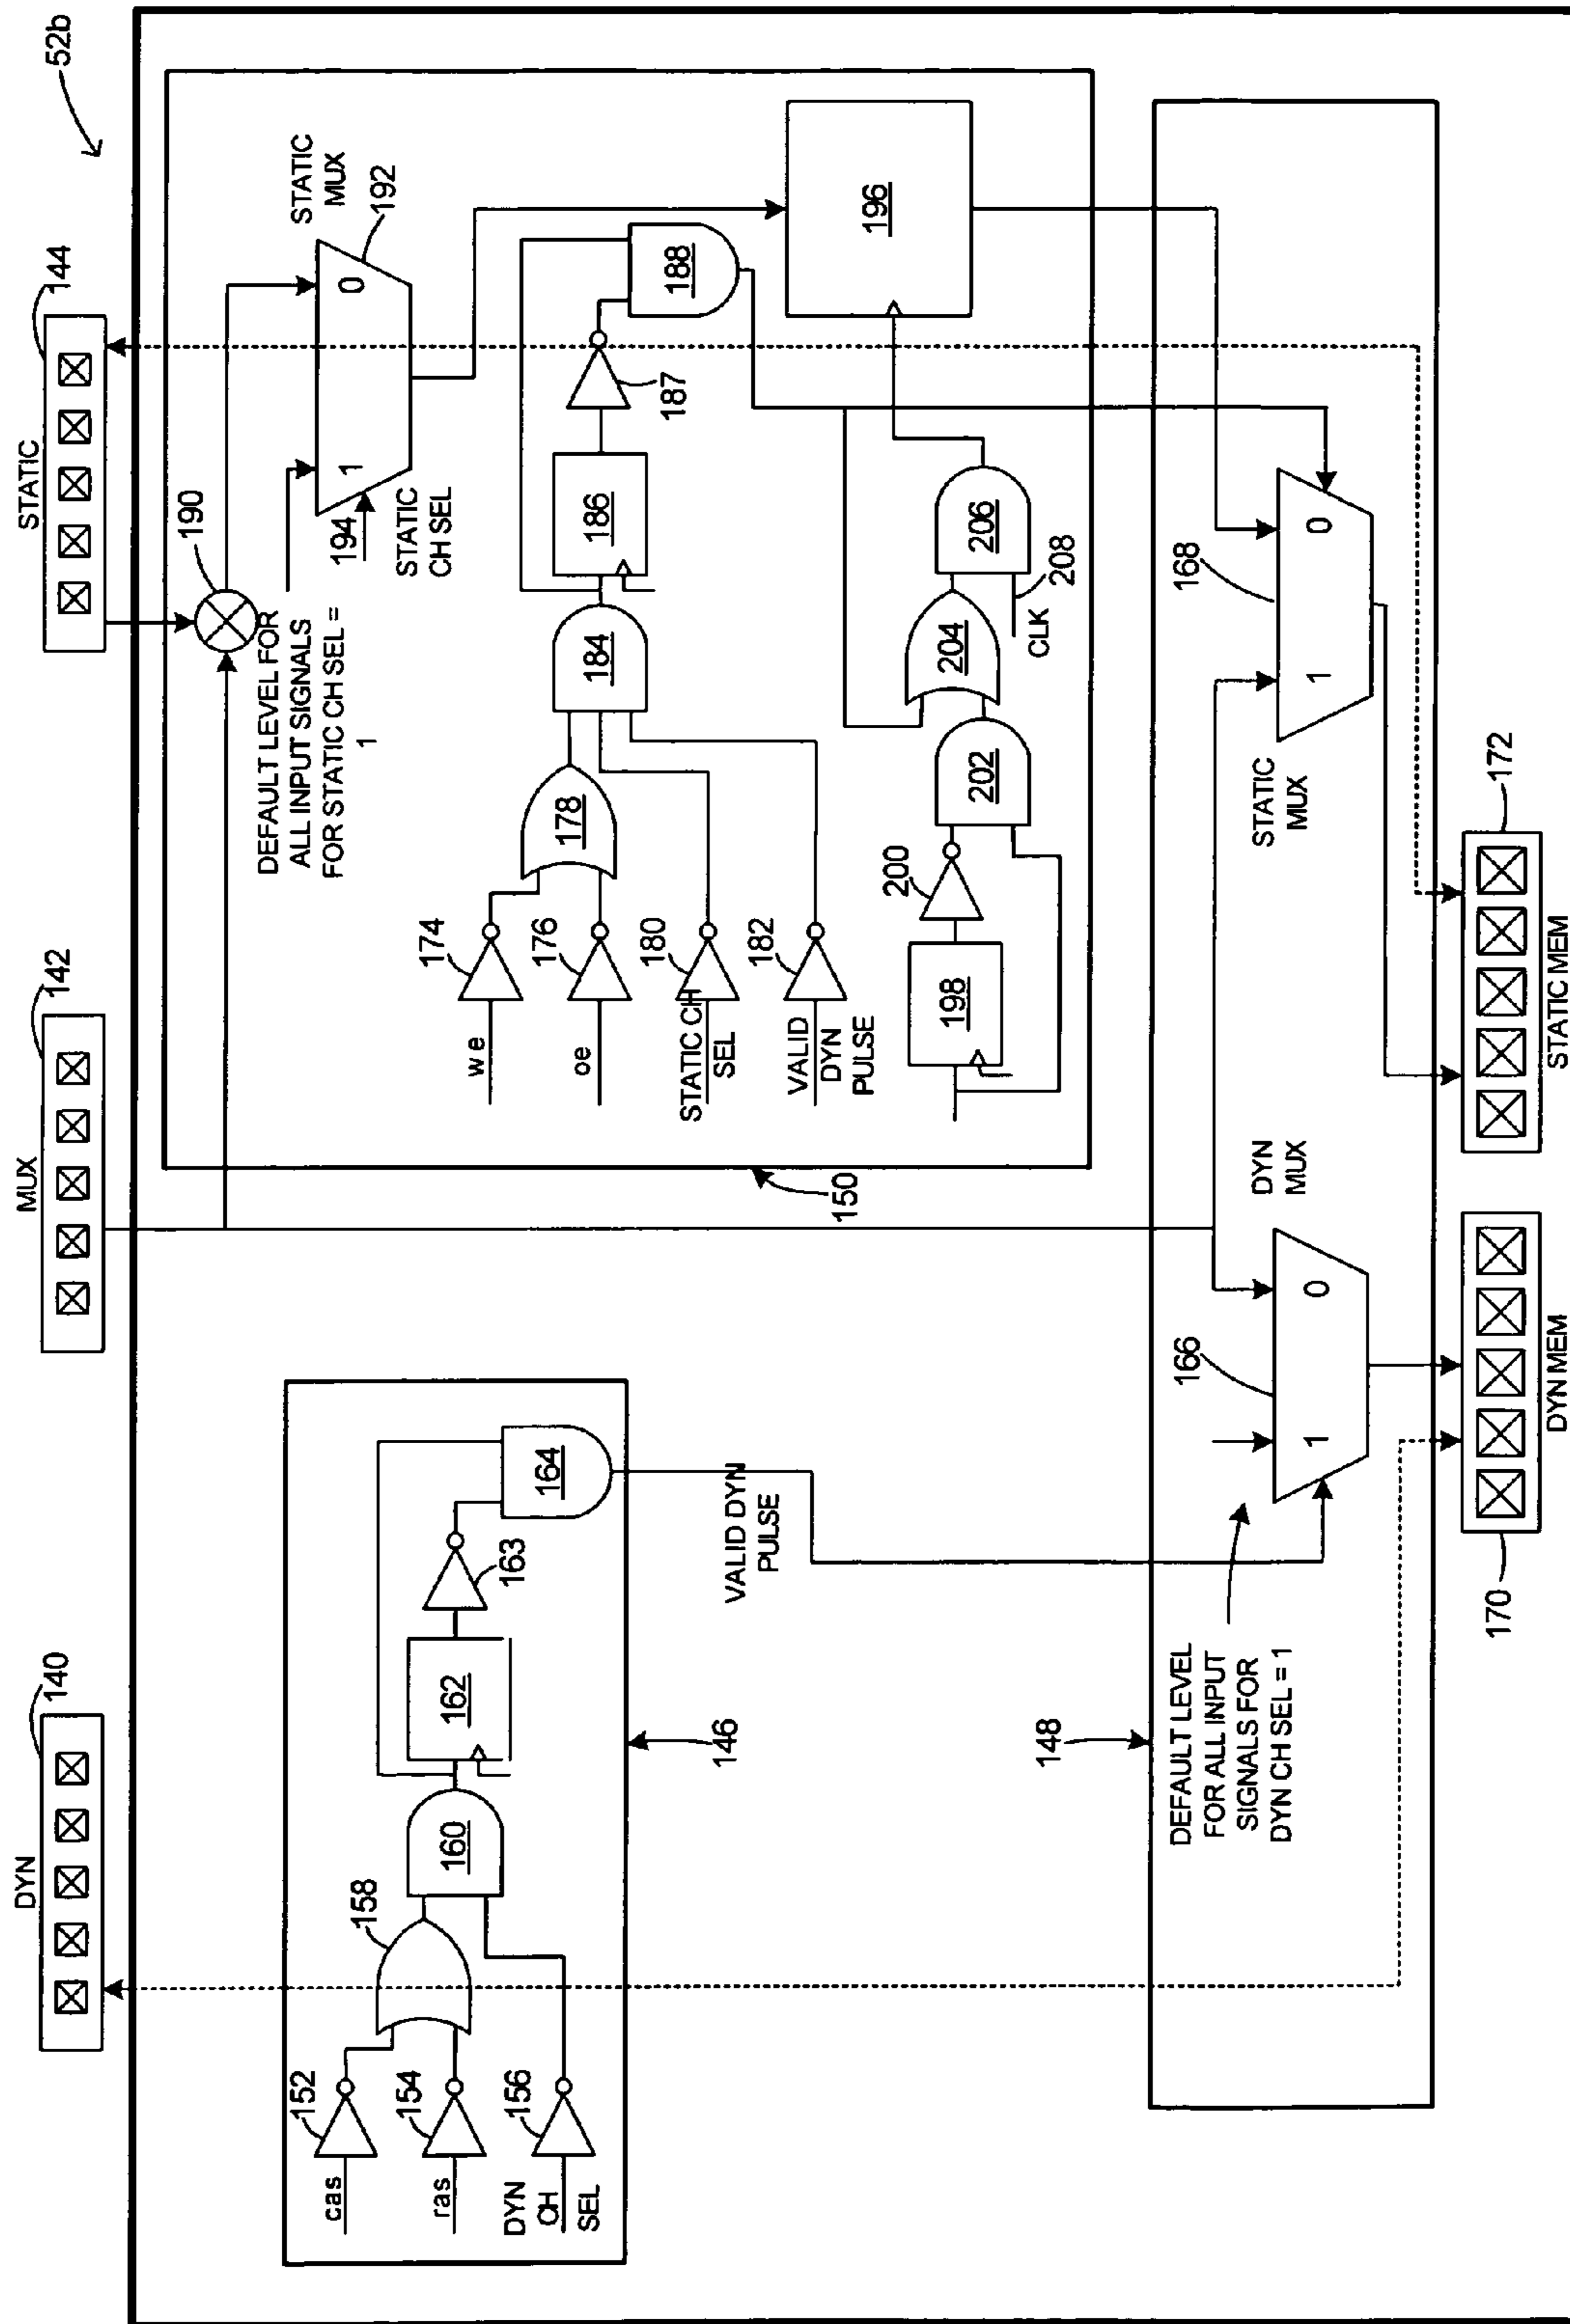 52b
DYN
140
MUX
142
STATIC
144
190
DEFAULT LEVEL FOR
ALL INPUT SIGNALS
FOR STATIC CH SEL =
1
STATIC
MUX
192
1
0
194
STATIC
CH SEL
cas
152
ras
154
DYN
CH
SEL
156
158
160
162
163
164
146
VALID DYN
PULSE
we
174
oe
176
STATIC CH
SEL
180
VALID
DYN
PULSE
182
178
184
186
187
188
196
198
200
202
204
206
CLK
208
150
148
DEFAULT LEVEL
FOR ALL INPUT
SIGNALS FOR
DYN CH SEL = 1
166
1
0
DYN
MUX
STATIC
MUX
168
1
0
170
DYN MEM
172
STATIC MEM